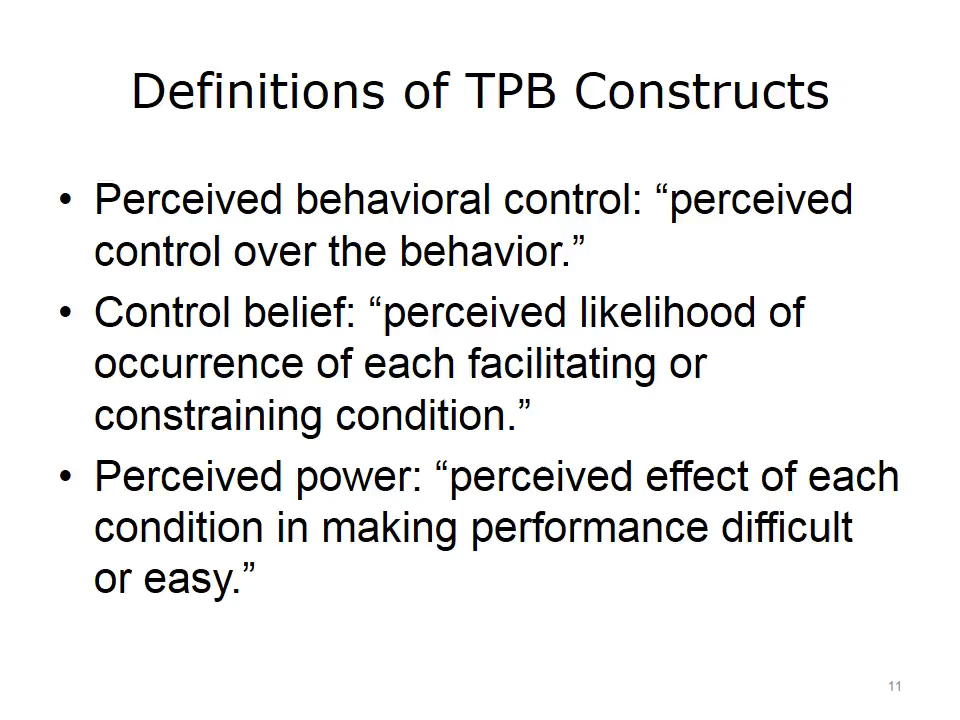 Definitions of TPB Constructs
• Perceived behavioral control: “perceived
control over the behavior.”
• Control belief: “perceived likelihood of
occurrence of each facilitating or
constraining condition.”
• Perceived power: “perceived effect of each
condition in making performance difficult
or easy.”
11